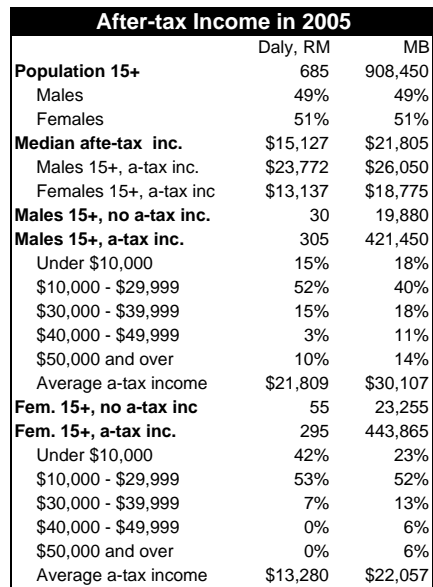 After-tax Income in 2005
Daly, RM MB
Population 15+ 685 908,450
Males 49% 49%
Females 51% 51%
Median afte-tax inc. $15,127 $21,805
Males 15+, a-tax inc. $23,772 $26,050
Females 15+, a-tax inc $13,137 $18,775
Males 15+, no a-tax inc. 30 19,880
Males 15+, a-tax inc. 305 421,450
Under $10,000 15% 18%
$10,000 - $29,999 52% 40%
$30,000 - $39,999 15% 18%
$40,000 - $49,999 3% 11%
$50,000 and over 10% 14%
Average a-tax income $21,809 $30,107
Fem. 15+, no a-tax inc 55 23,255
Fem. 15+, a-tax inc. 295 443,865
Under $10,000 42% 23%
$10,000 - $29,999 53% 52%
$30,000 - $39,999 7% 13%
$40,000 - $49,999 0% 6%
$50,000 and over 0% 6%
Average a-tax income $13,280 $22,057